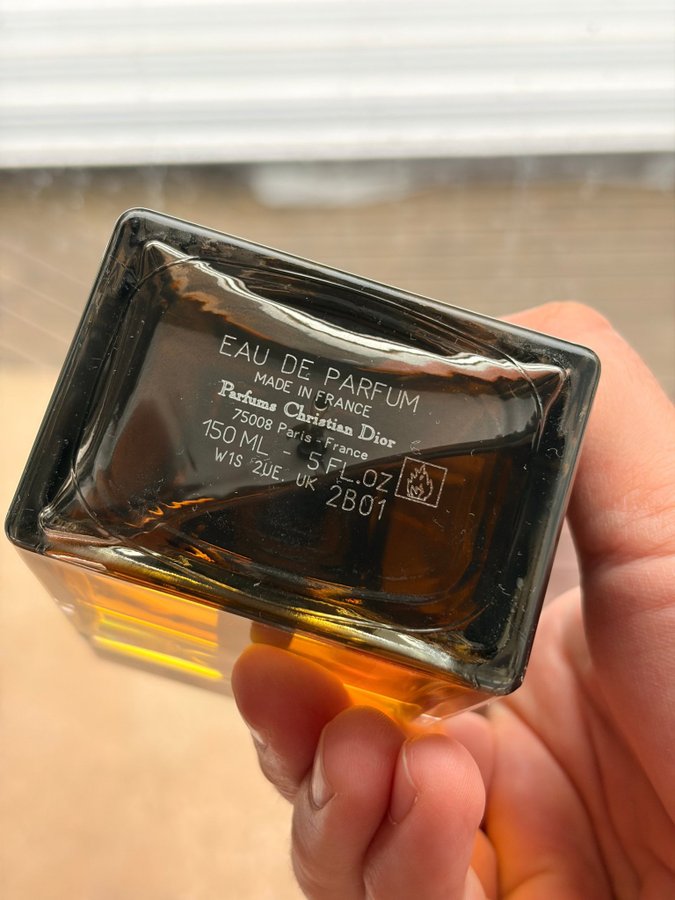 EAU DE PARFUM
MADE IN FRANCE
Parfums Christian Dior
75008 Paris - France
150 ML - 5 FL.OZ
W1S 2UE. UK 2B01